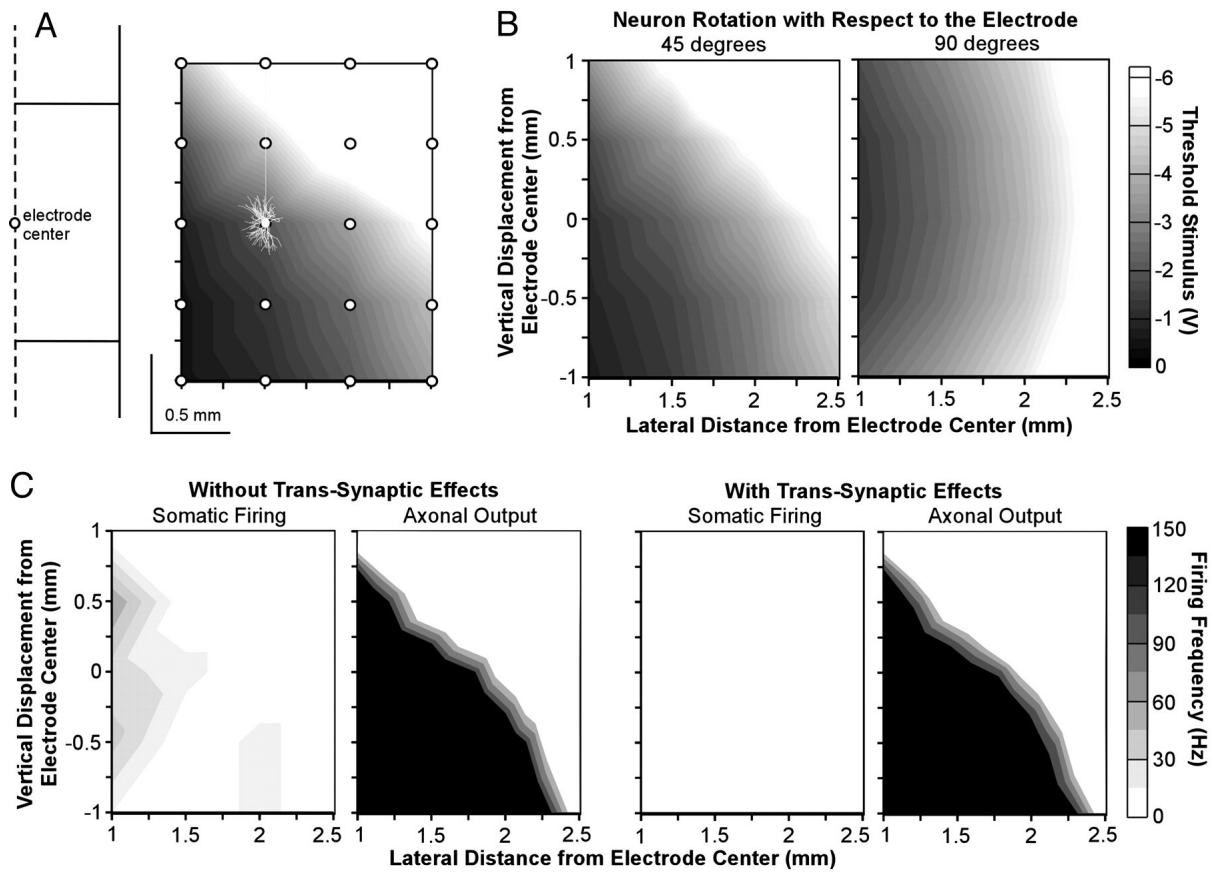 A
electrode
center
0.5 mm
B
Neuron Rotation with Respect to the Electrode
45 degrees
90 degrees
Vertical Displacement from
Electrode Center (mm)
1
0.5
0
-0.5
-1
1
1.5
2
2.5
1
1.5
2
2.5
Lateral Distance from Electrode Center (mm)
-6
-5
-4
-3
-2
-1
0
Threshold Stimulus (V)
C
Without Trans-Synaptic Effects
Somatic Firing
Axonal Output
With Trans-Synaptic Effects
Somatic Firing
Axonal Output
Vertical Displacement from
Electrode Center (mm)
1
0.5
0
-0.5
-1
1
1.5
2
2.5
1
1.5
2
2.5
1
1.5
2
2.5
1
1.5
2
2.5
Lateral Distance from Electrode Center (mm)
150
120
90
60
30
0
Firing Frequency (Hz)